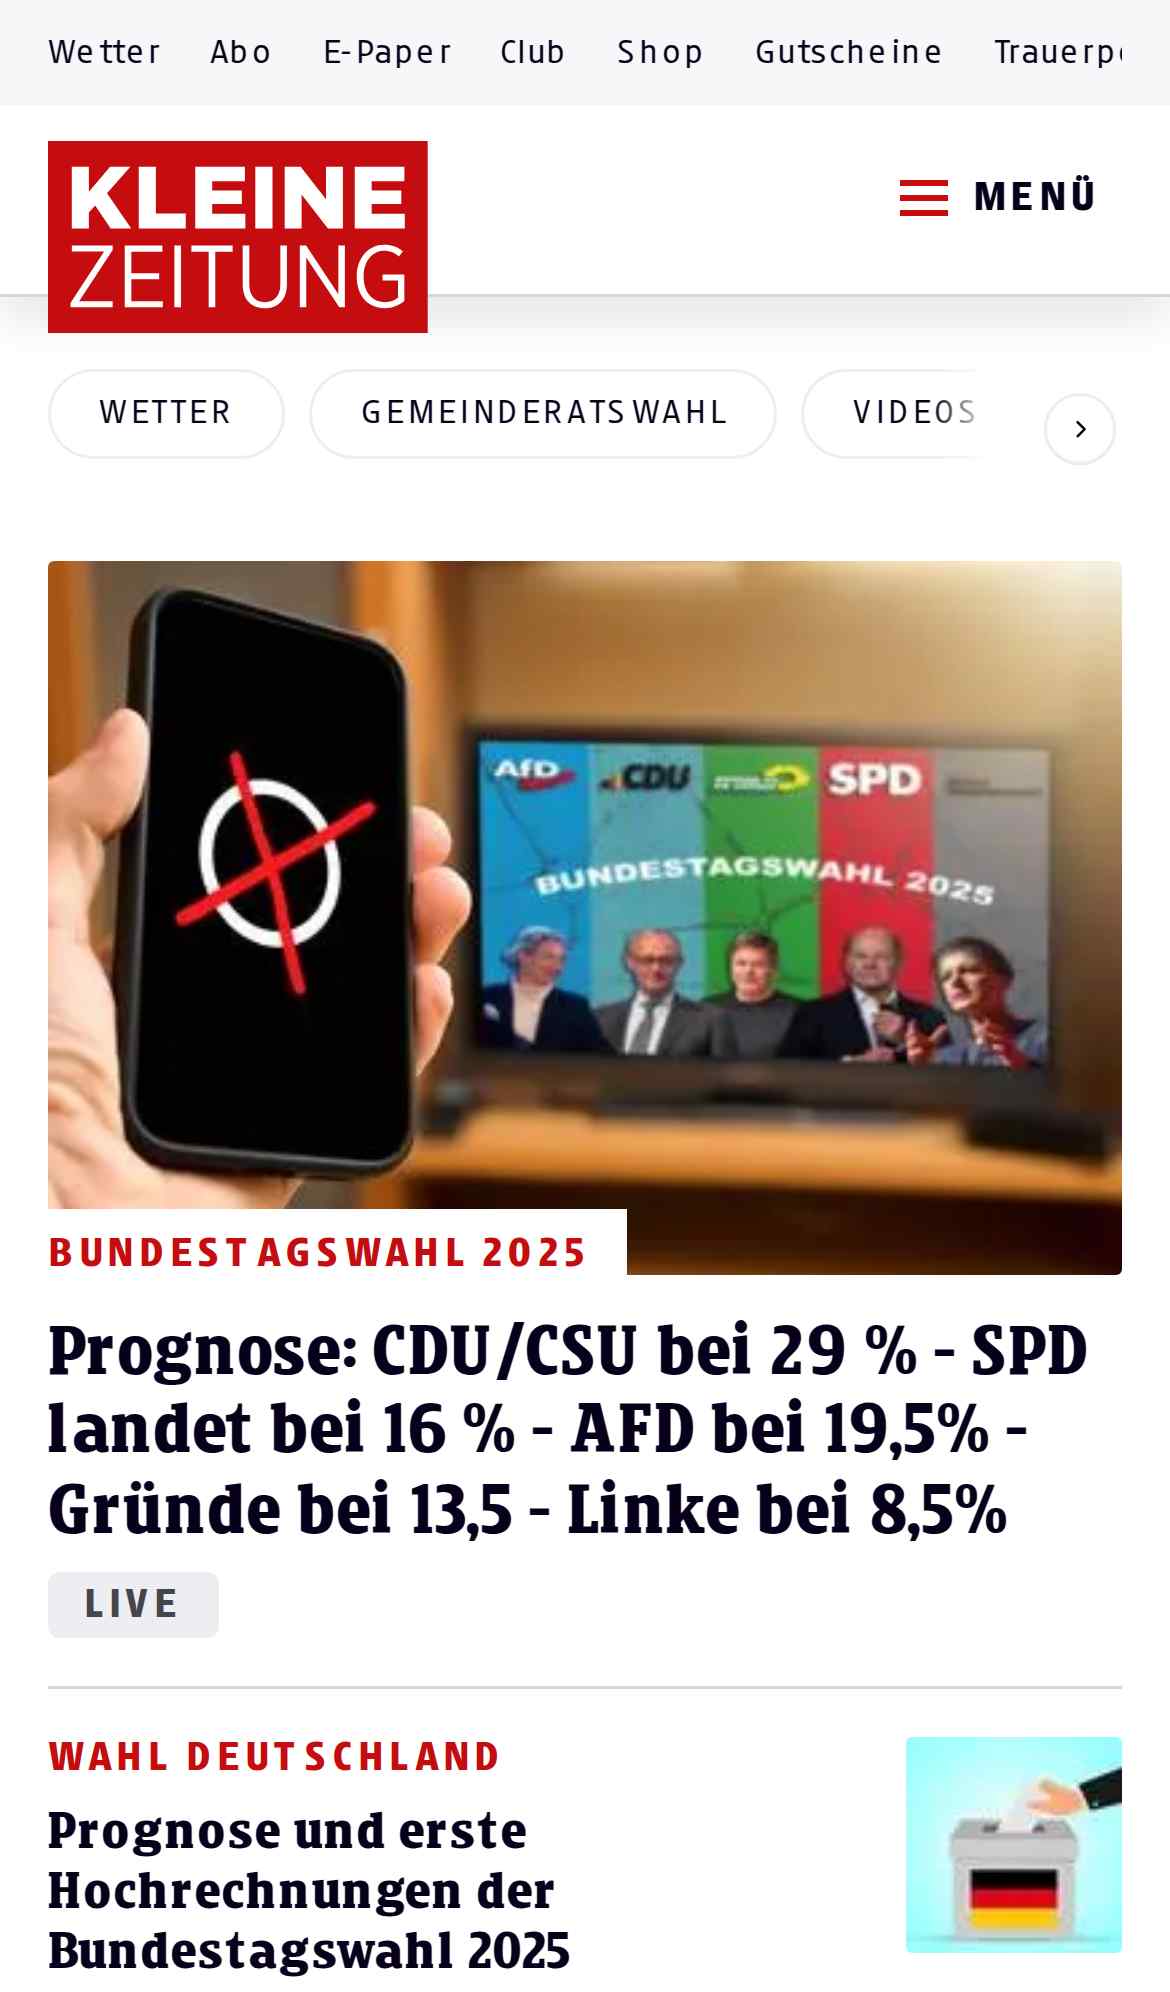 Wetter Abo E-Paper Club Shop Gutscheine
KLEINE
ZEITUNG
MENÜ
WETTER GEMEINDERATSWAHL VIDEOS
AfD CDU SPD
BUNDESTAGSWAHL 2025
BUNDESTAGSWAHL 2025
Prognose: CDU/CSU bei 29 % - SPD
landet bei 16 % - AFD bei 19,5% -
Gründe bei 13,5 - Linke bei 8,5%
LIVE
WAHL DEUTSCHLAND
Prognose und erste
Hochrechnungen der
Bundestagswahl 2025